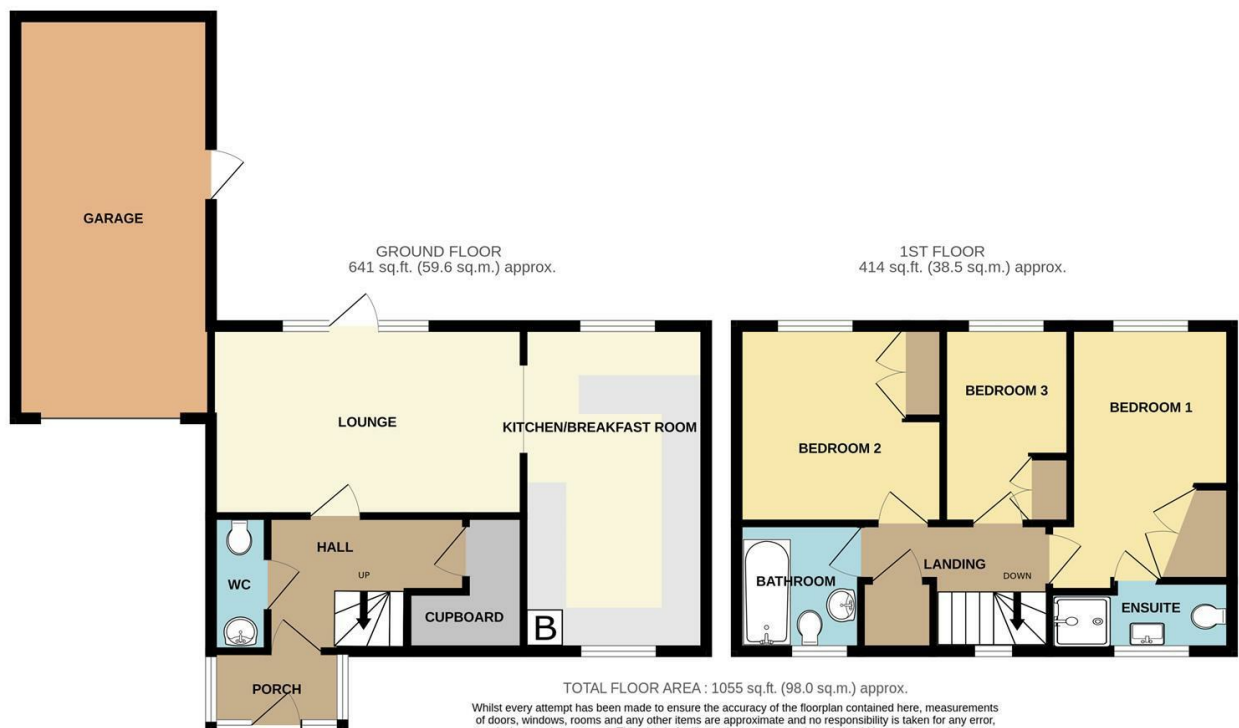 GROUND FLOOR
641 sq.ft. (59.6 sq.m.) approx.
1ST FLOOR
414 sq.ft. (38.5 sq.m.) approx.
GARAGE
LOUNGE
KITCHEN/BREAKFAST ROOM
HALL
UP
WC
CUPBOARD
B
PORCH
BEDROOM 3
BEDROOM 1
BEDROOM 2
LANDING
DOWN
BATHROOM
ENSUITE
TOTAL FLOOR AREA : 1055 sq.ft. (98.0 sq.m.) approx.
Whilst every attempt has been made to ensure the accuracy of the floorplan contained here, measurements
of doors, windows, rooms and any other items are approximate and no responsibility is taken for any error,